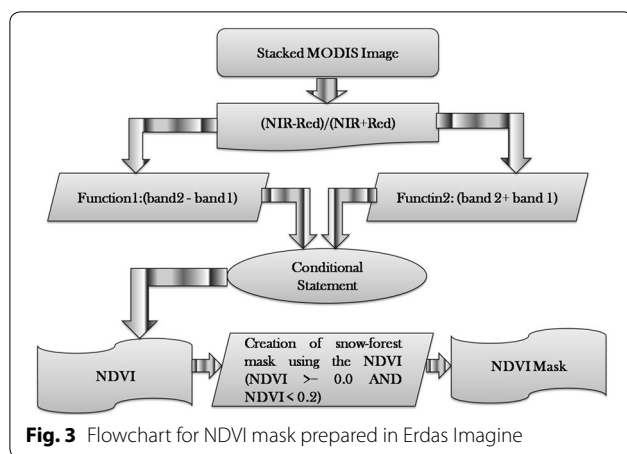 Stacked MODIS Image
(NIR-Red)/(NIR+Red)
Function1:(band2 - band1)
Functin2: (band 2+ band 1)
Conditional
Statement
NDVI
Creation of snow-forest
mask using the NDVI
(NDVI >= 0.0 AND
NDVI < 0.2)
NDVI Mask
Fig. 3 Flowchart for NDVI mask prepared in Erdas Imagine